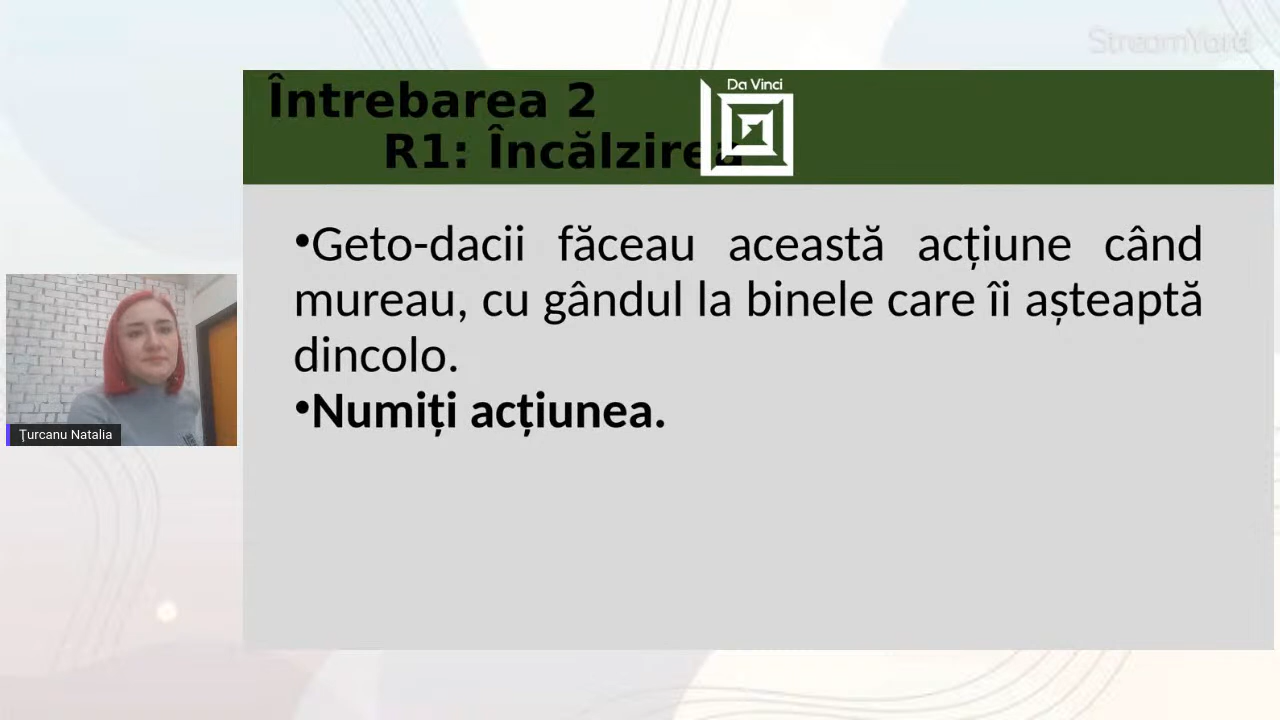 StreamYard
Întrebarea 2
Da Vinci
R1: Încălzirea
•Geto-dacii făceau această acțiune când
mureau, cu gândul la binele care îi așteaptă
dincolo.
•Numiți acțiunea.
Țurcanu Natalia